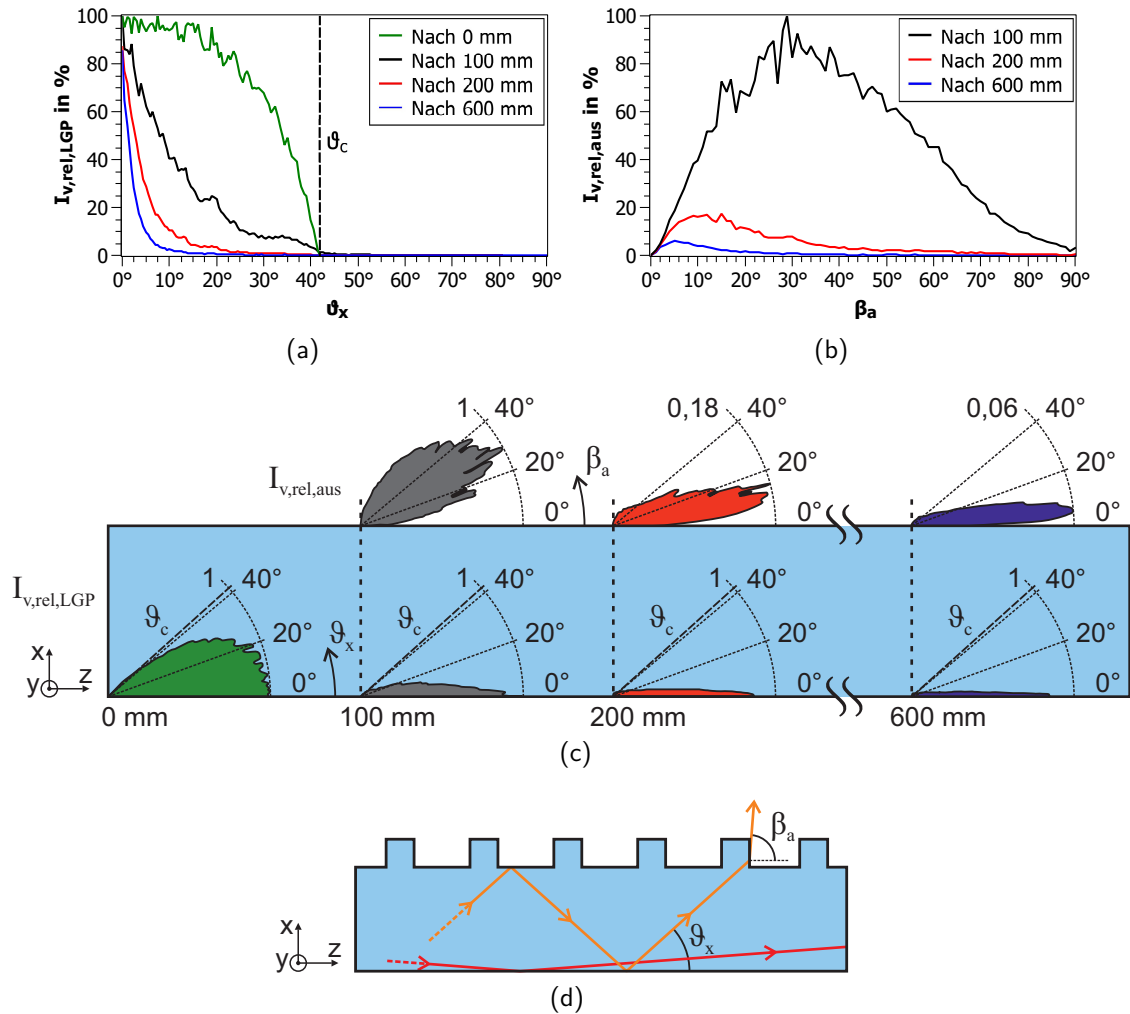 I_v,rel,LGP in %
100
80
60
40
20
0
0 10 20 30 40 50 60 70 80 90
ϑ_x
ϑ_c
Nach 0 mm
Nach 100 mm
Nach 200 mm
Nach 600 mm
(a)
I_v,rel,aus in %
100
80
60
40
20
0
0 10 20 30 40 50 60 70 80 90
β_a
Nach 100 mm
Nach 200 mm
Nach 600 mm
(b)
1 40° 0,18 40° 0,06 40°
I_v,rel,aus β_a 20° 20° 20°
0° 0° 0°
I_v,rel,LGP
1 40° 1 40° 1 40° 1 40°
ϑ_c ϑ_x ϑ_c ϑ_c ϑ_c
20° 20° 20° 20°
x
y z
0° 0° 0° 0°
0 mm 100 mm 200 mm 600 mm
(c)
β_a
x
y z
ϑ_x
(d)